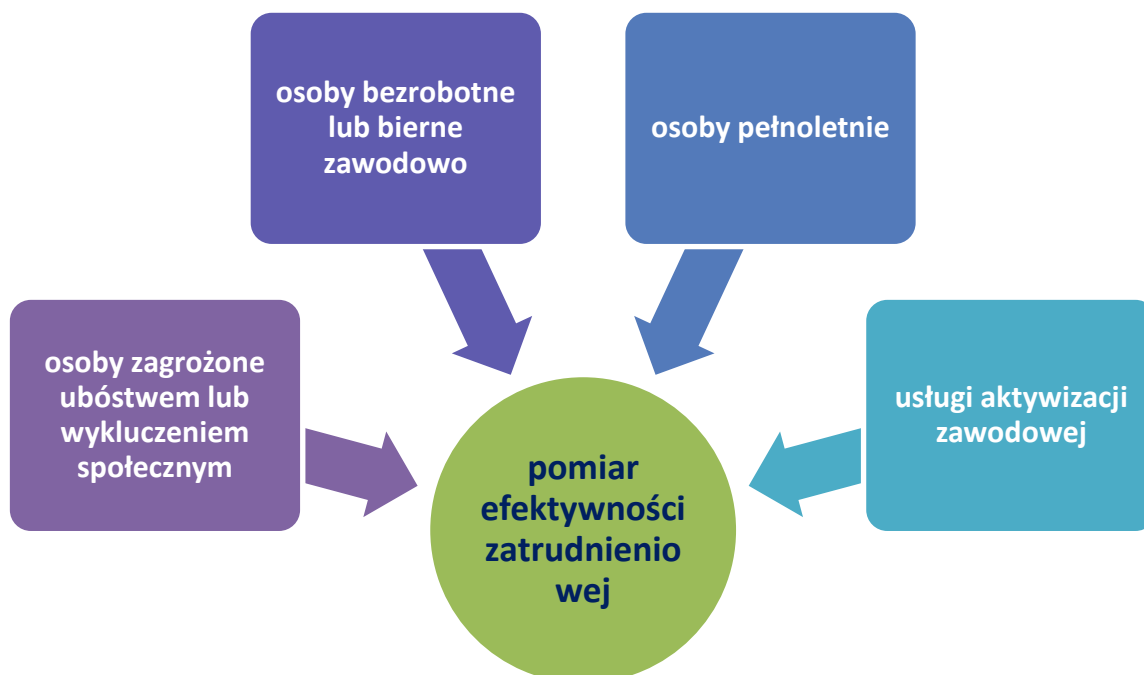 osoby bezrobotne
lub bierne
zawodowo
osoby pełnoletnie
osoby zagrożone
ubóstwem lub
wykluczeniem
społecznym
usługi aktywizacji
zawodowej
pomiar
efektywności
zatrudnienio
wej